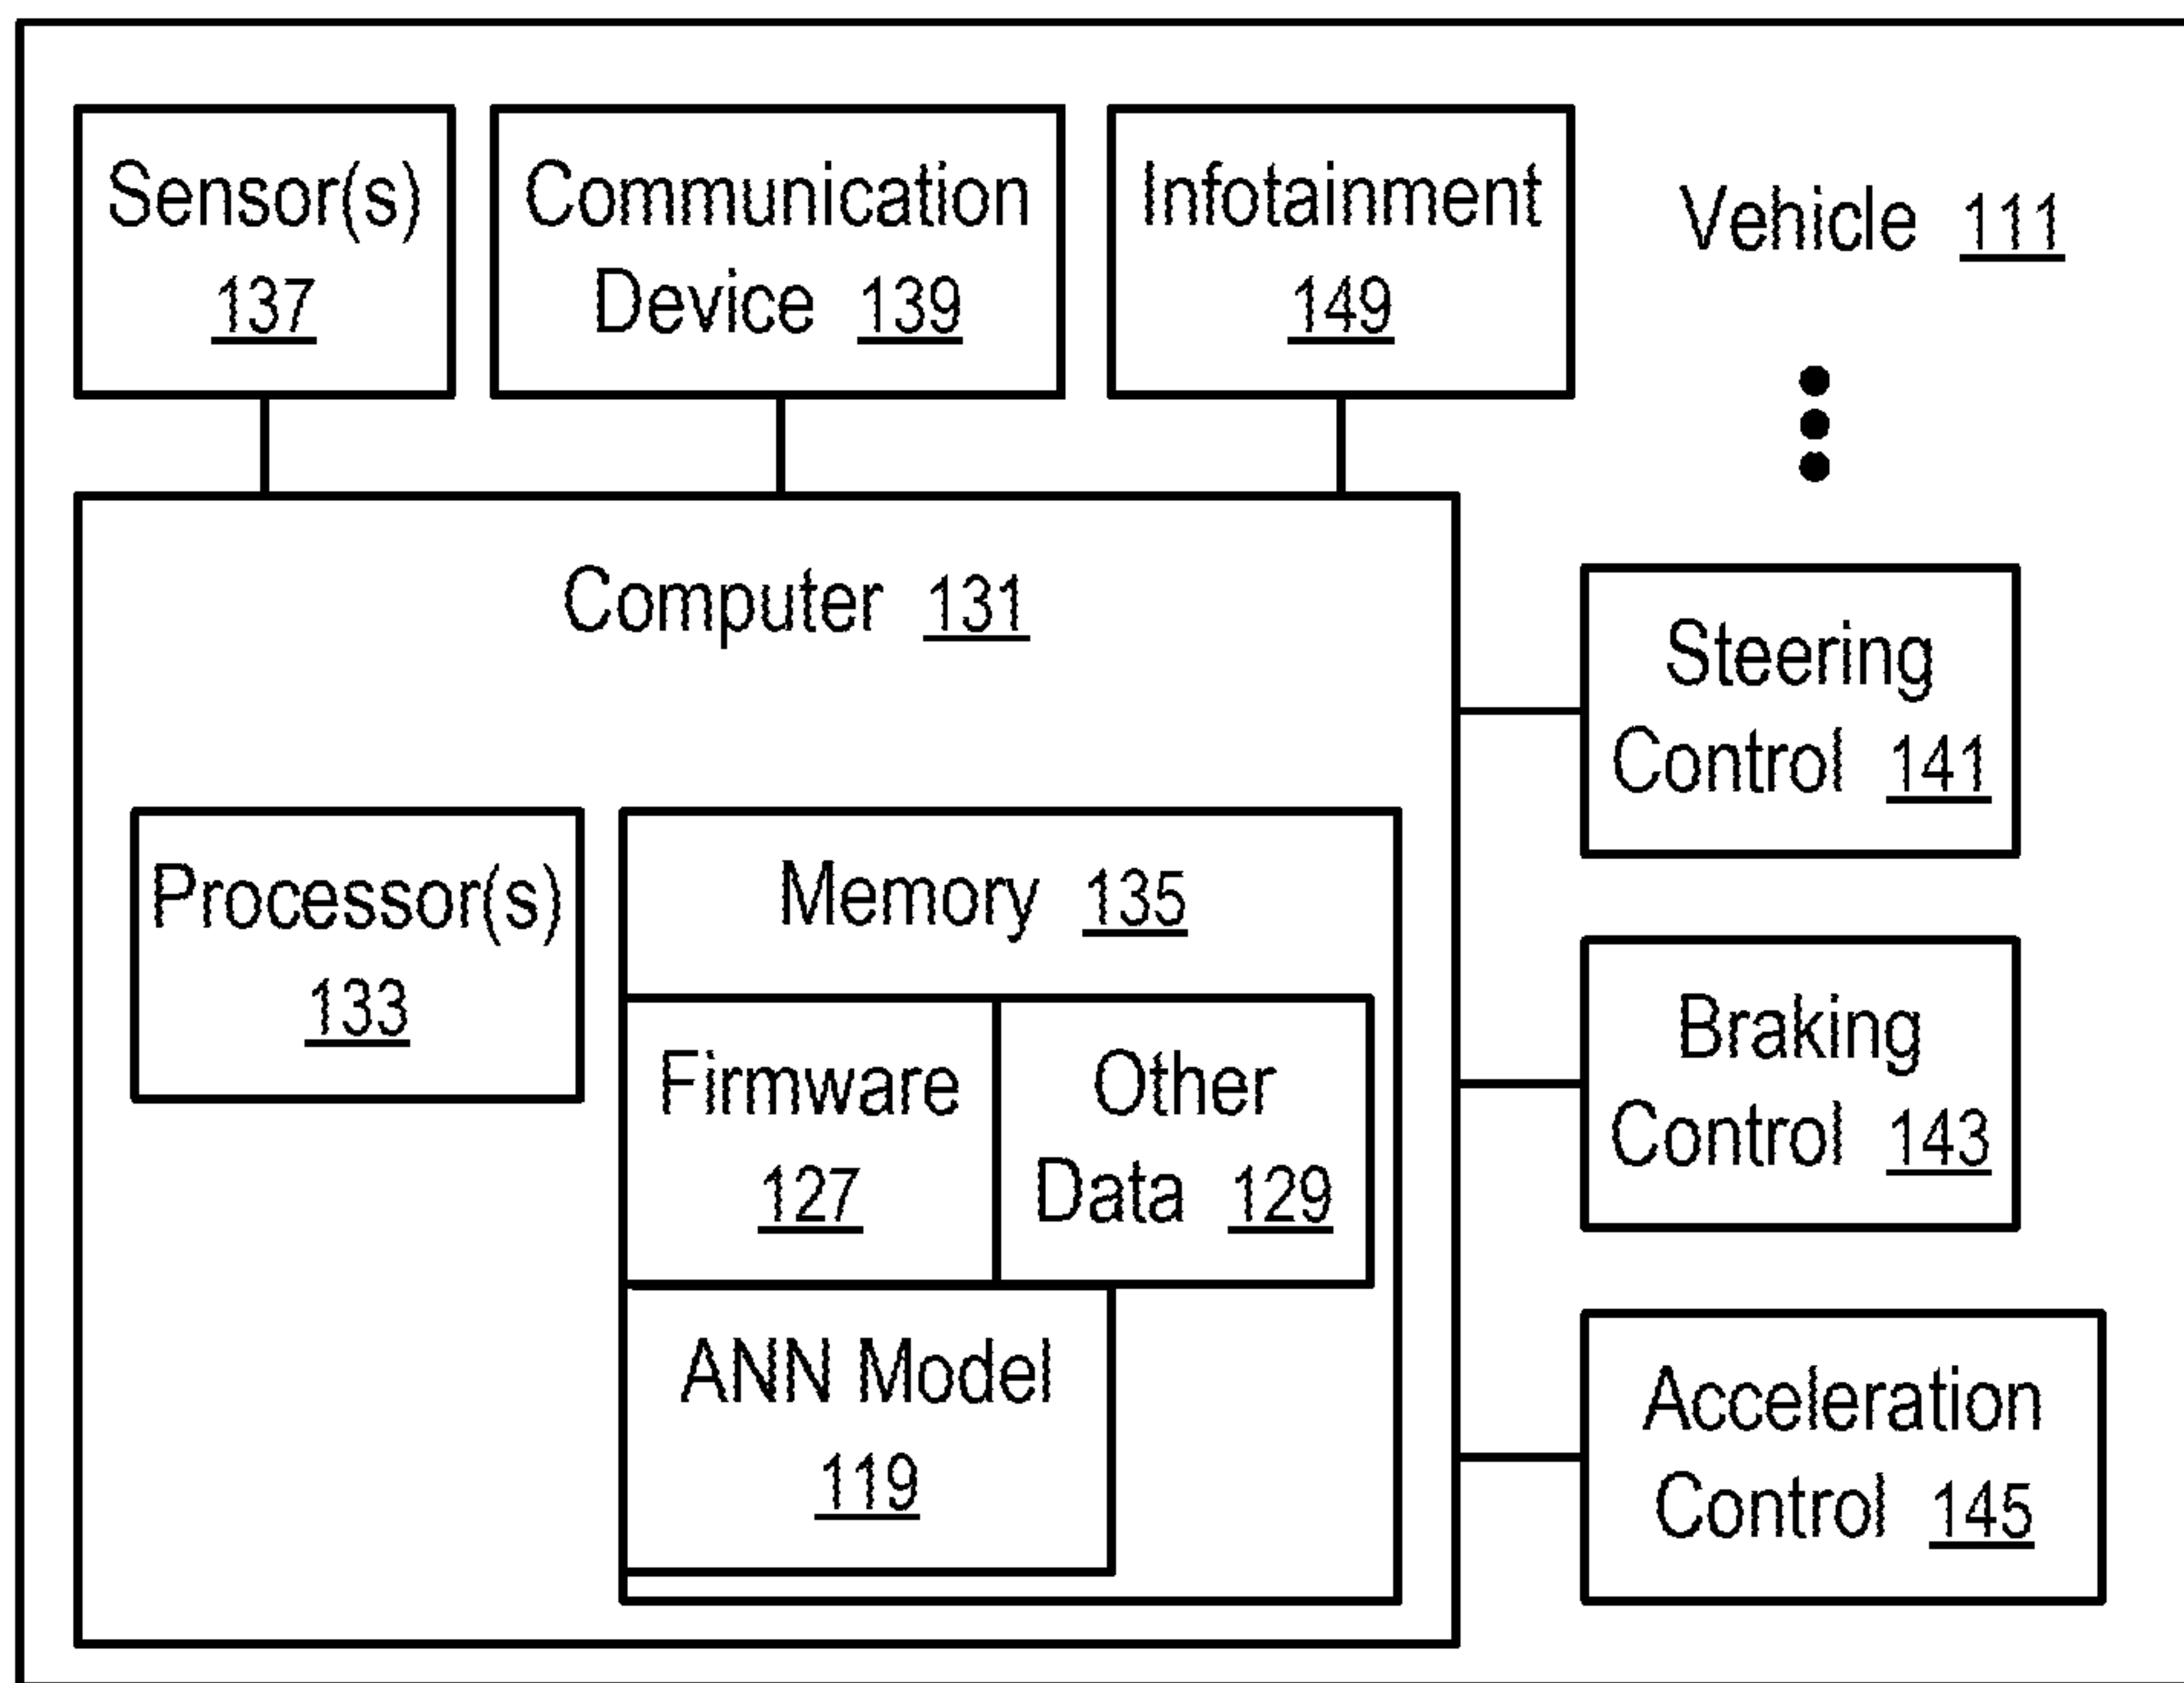 Sensor(s)
137
Communication
Device 139
Infotainment
149
Vehicle 111
Computer 131
Processor(s)
133
Memory 135
Firmware
127
Other
Data 129
ANN Model
119
Steering
Control 141
Braking
Control 143
Acceleration
Control 145